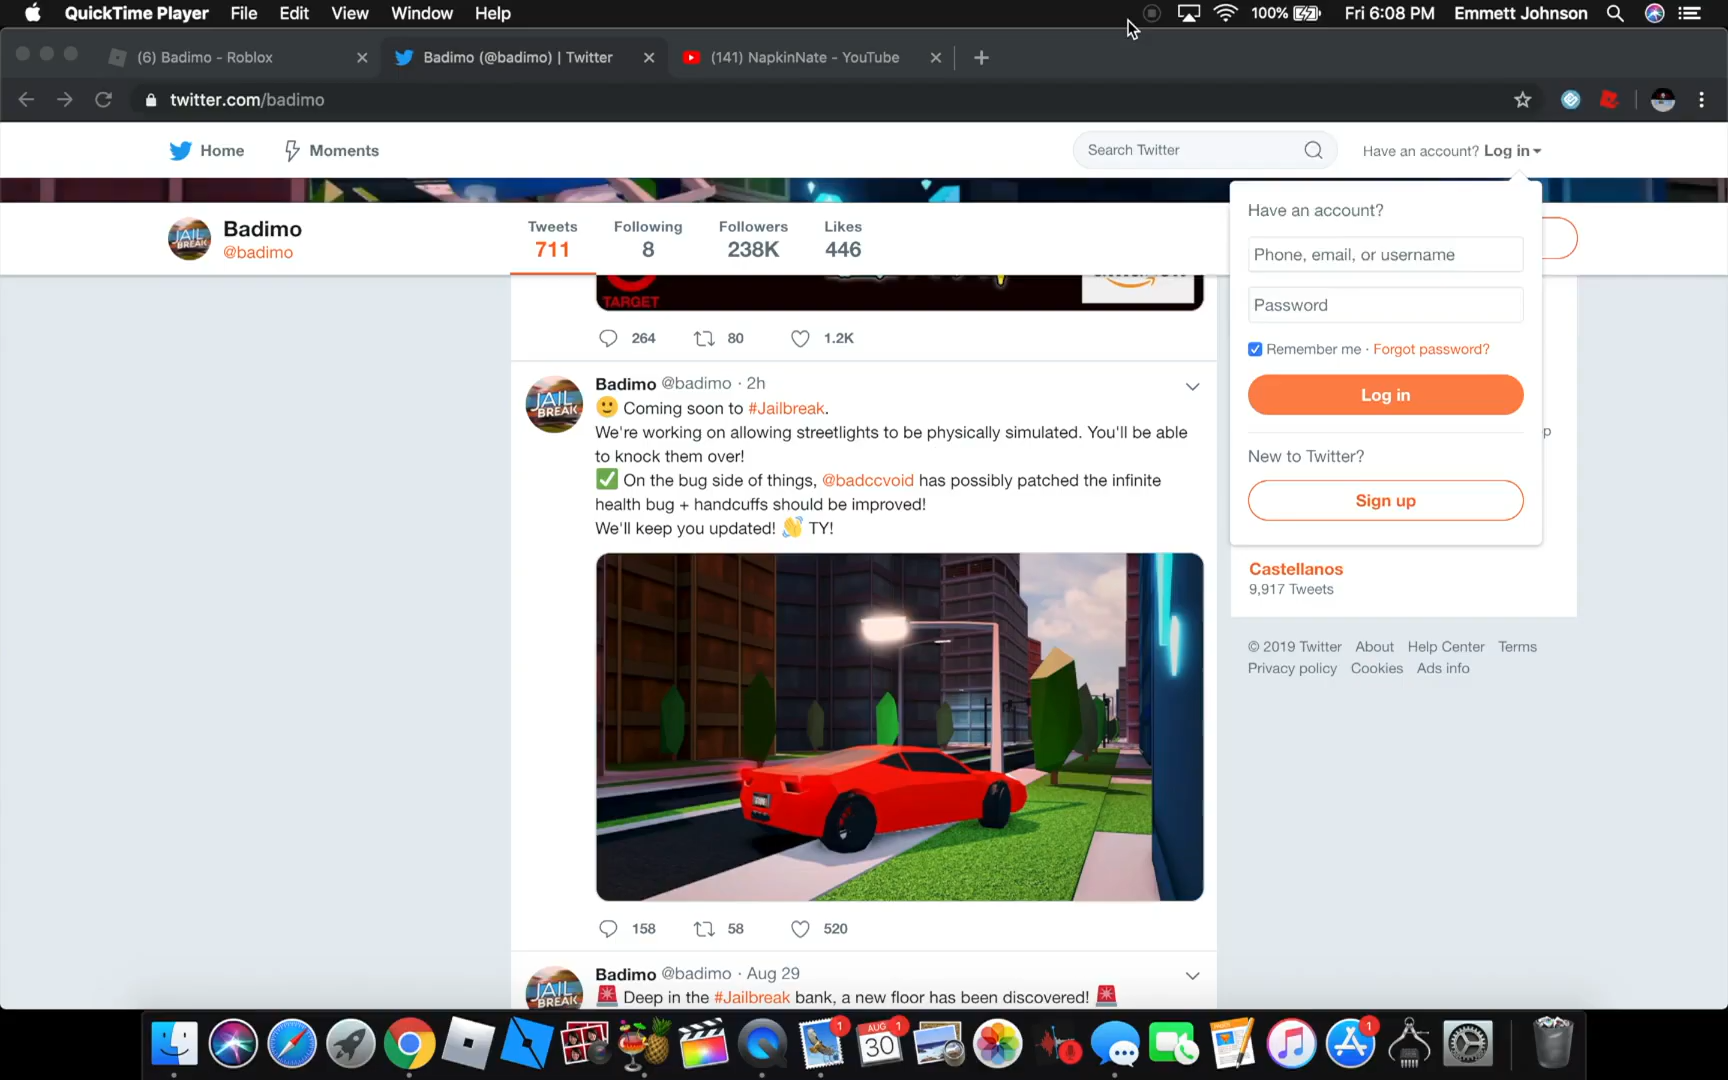 QuickTime Player File Edit View Window Help 100% Fri 6:08 PM Emmett Johnson
(6) Badimo - Roblox Badimo (@badimo) | Twitter (141) NapkinNate - YouTube
twitter.com/badimo
Home Moments Search Twitter Have an account? Log in
Badimo
@badimo
Tweets Following Followers Likes
711 8 238K 446
Have an account?
Phone, email, or username
Password
Remember me · Forgot password?
Log in
New to Twitter?
Sign up
TARGET
264 80 1.2K
JAIL
BREAK
Badimo @badimo · 2h
Coming soon to #Jailbreak.
We're working on allowing streetlights to be physically simulated. You'll be able
to knock them over!
On the bug side of things, @badccvoid has possibly patched the infinite
health bug + handcuffs should be improved!
We'll keep you updated! TY!
158 58 520
Badimo @badimo · Aug 29
JAIL
BREAK
Deep in the #Jailbreak bank, a new floor has been discovered!
p
Castellanos
9,917 Tweets
© 2019 Twitter About Help Center Terms
Privacy policy Cookies Ads info
1
AUG
30
1
1